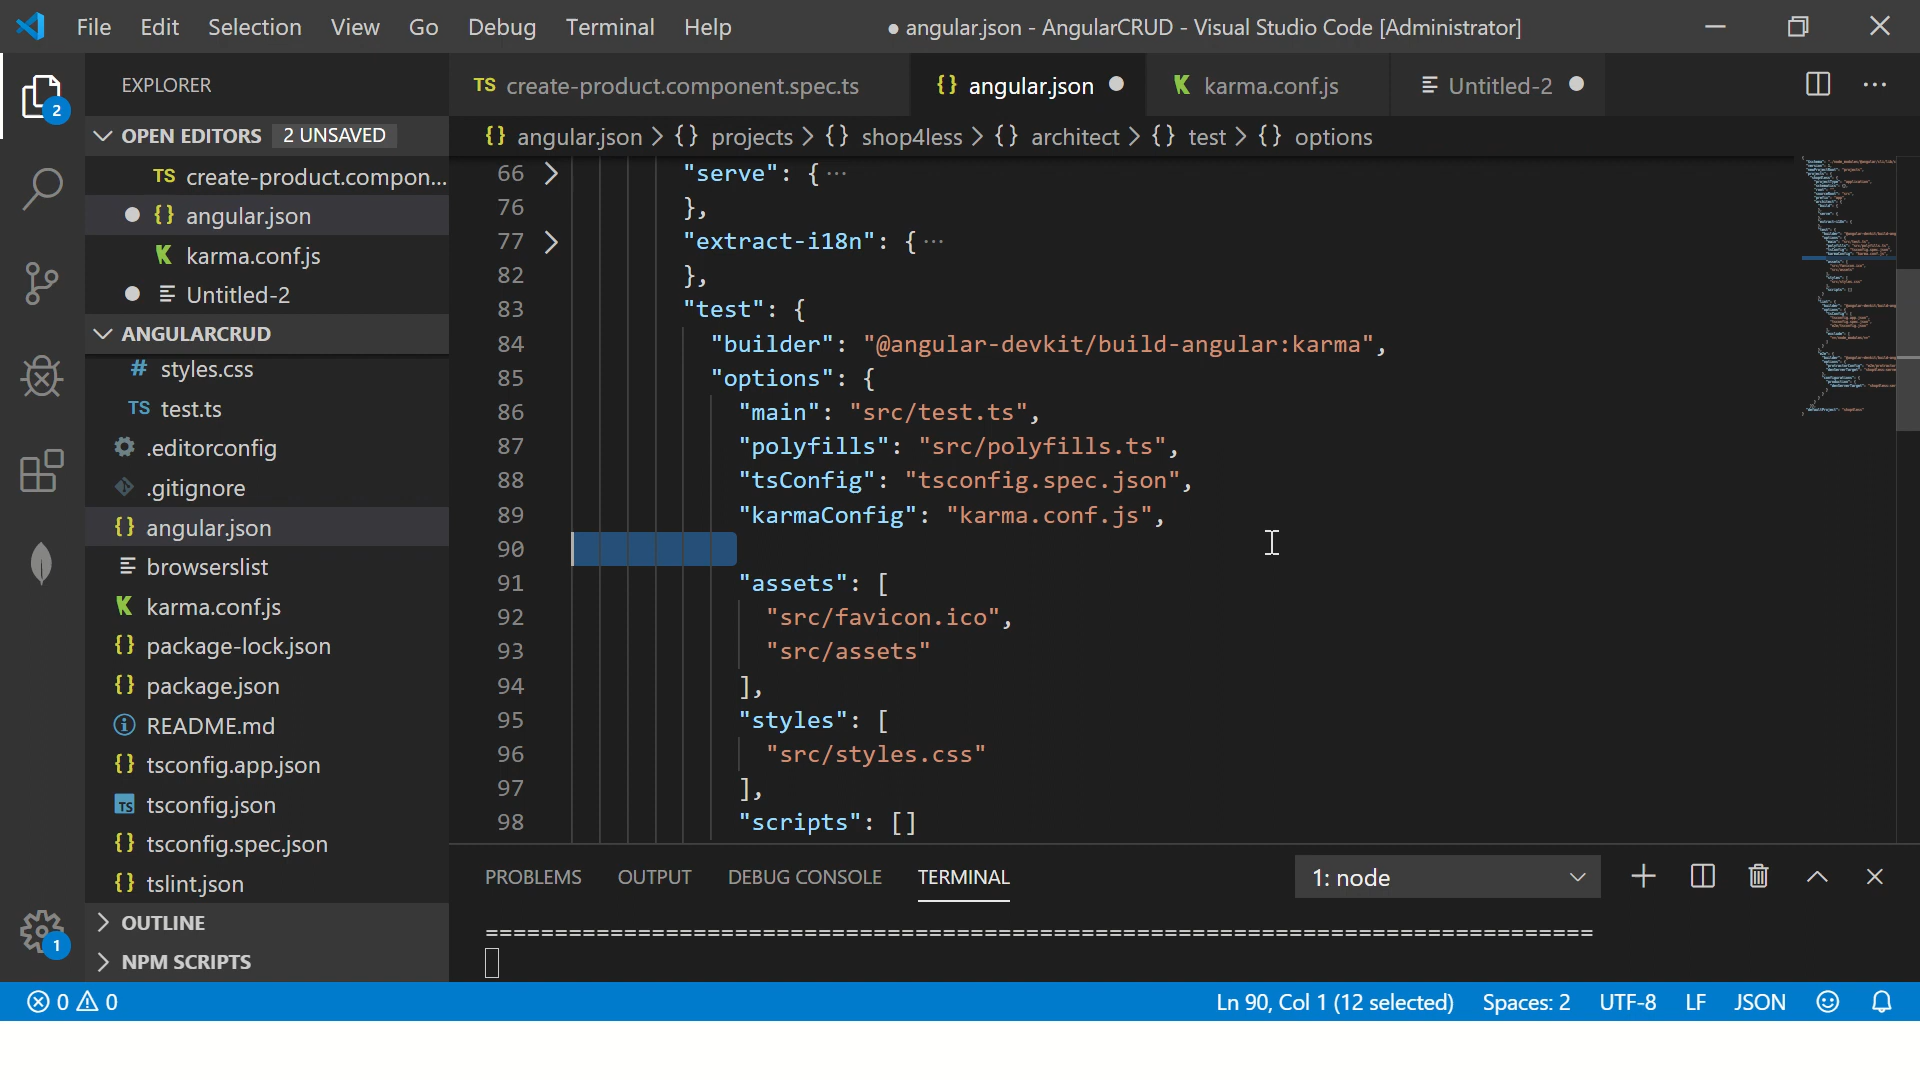 File Edit Selection View Go Debug Terminal Help ● angular.json - AngularCRUD - Visual Studio Code [Administrator]
EXPLORER
OPEN EDITORS 2 UNSAVED
TS create-product.compon...
{} angular.json
karma.conf.js
Untitled-2
ANGULARCRUD
# styles.css
TS test.ts
.editorconfig
.gitignore
{} angular.json
browserslist
karma.conf.js
{} package-lock.json
{} package.json
README.md
{} tsconfig.app.json
TS tsconfig.json
{} tsconfig.spec.json
{} tslint.json
OUTLINE
NPM SCRIPTS
2
1
TS create-product.component.spec.ts {} angular.json ● karma.conf.js Untitled-2 ●
{} angular.json > {} projects > {} shop4less > {} architect > {} test > {} options
66 "serve": {···
76 },
77 "extract-i18n": {···
82 },
83 "test": {
84 "builder": "@angular-devkit/build-angular:karma",
85 "options": {
86 "main": "src/test.ts",
87 "polyfills": "src/polyfills.ts",
88 "tsConfig": "tsconfig.spec.json",
89 "karmaConfig": "karma.conf.js",
90
91 "assets": [
92 "src/favicon.ico",
93 "src/assets"
94 ],
95 "styles": [
96 "src/styles.css"
97 ],
98 "scripts": []
PROBLEMS OUTPUT DEBUG CONSOLE TERMINAL 1: node
================================================================================
0 0 Ln 90, Col 1 (12 selected) Spaces: 2 UTF-8 LF JSON